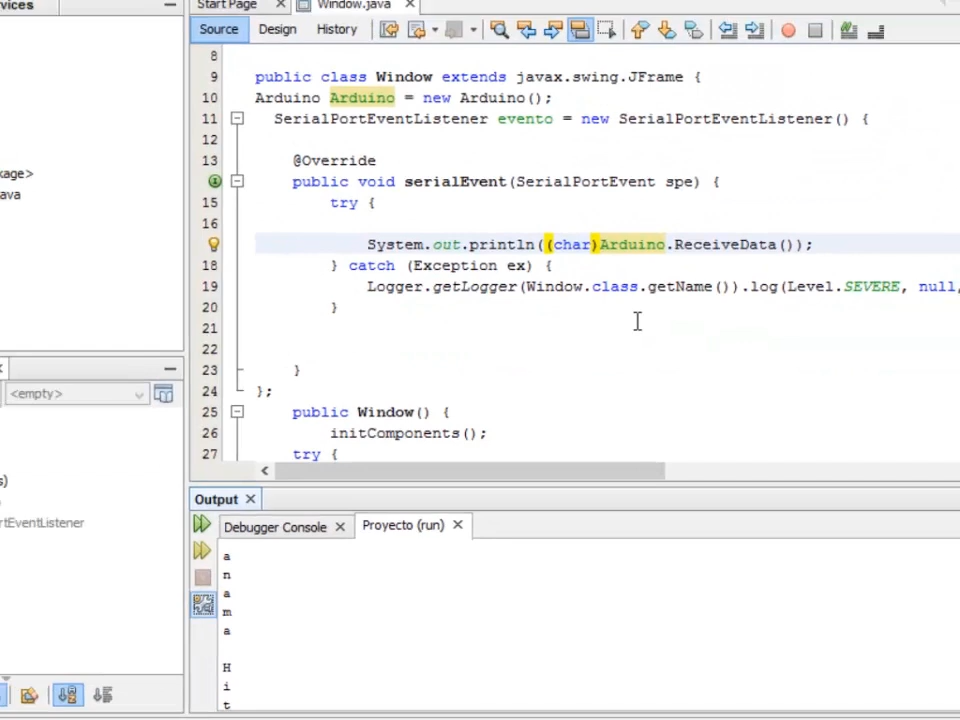 vices
Start Page
Window.java
Source
Design
History
8
9 public class Window extends javax.swing.JFrame {
10 Arduino Arduino = new Arduino();
11 SerialPortEventListener evento = new SerialPortEventListener() {
12
13 @Override
public void serialEvent(SerialPortEvent spe) {
15 try {
16
System.out.println((char)Arduino.ReceiveData());
18 } catch (Exception ex) {
19 Logger.getLogger(Window.class.getName()).log(Level.SEVERE, null,
20 }
21
22
23 }
24 };
25 public Window() {
26 initComponents();
27 try {
kage>
ava
<empty>
s)
rtEventListener
Output
Debugger Console
Proyecto (run)
a
n
a
m
a
H
i
t